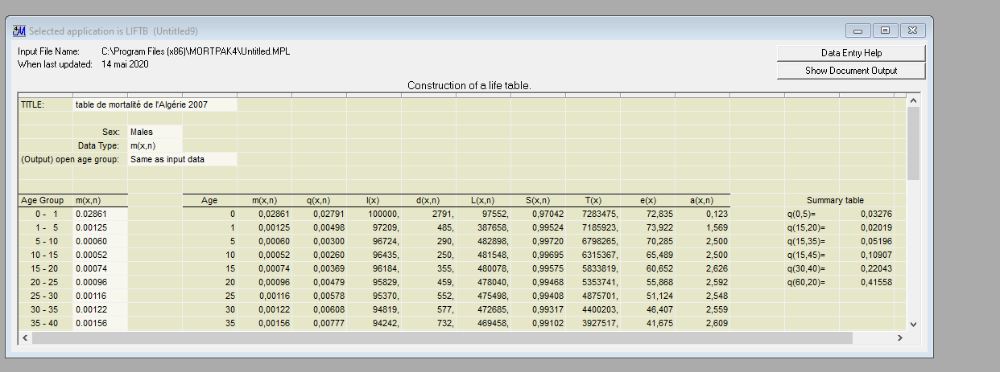 Selected application is LIFTB (Untitled9)
Input File Name: C:\Program Files (x86)\MORTPAK4\Untitled.MPL
Data Entry Help
When last updated: 14 mai 2020
Show Document Output
Construction of a life table.
TITLE: table de mortalité de l'Algérie 2007
Sex: Males
Data Type: m(x,n)
(Output) open age group: Same as input data
Age Group m(x,n) Age m(x,n) q(x,n) l(x) d(x,n) L(x,n) S(x,n) T(x) e(x) a(x,n) Summary table
0 - 1 0.02861 0 0,02861 0,02791 100000, 2791, 97552, 0,97042 7283475, 72,835 0,123 q(0,5)= 0,03276
1 - 5 0.00125 1 0,00125 0,00498 97209, 485, 387658, 0,99524 7185923, 73,922 1,569 q(15,20)= 0,02019
5 - 10 0.00060 5 0,00060 0,00300 96724, 290, 482898, 0,99720 6798265, 70,285 2,500 q(15,35)= 0,05196
10 - 15 0.00052 10 0,00052 0,00260 96435, 250, 481548, 0,99695 6315367, 65,489 2,500 q(15,45)= 0,10907
15 - 20 0.00074 15 0,00074 0,00369 96184, 355, 480078, 0,99575 5833819, 60,652 2,626 q(30,40)= 0,22043
20 - 25 0.00096 20 0,00096 0,00479 95829, 459, 478040, 0,99468 5353741, 55,868 2,592 q(60,20)= 0,41558
25 - 30 0.00116 25 0,00116 0,00578 95370, 552, 475498, 0,99408 4875701, 51,124 2,548
30 - 35 0.00122 30 0,00122 0,00608 94819, 577, 472685, 0,99317 4400203, 46,407 2,559
35 - 40 0.00156 35 0,00156 0,00777 94242, 732, 469458, 0,99102 3927517, 41,675 2,609